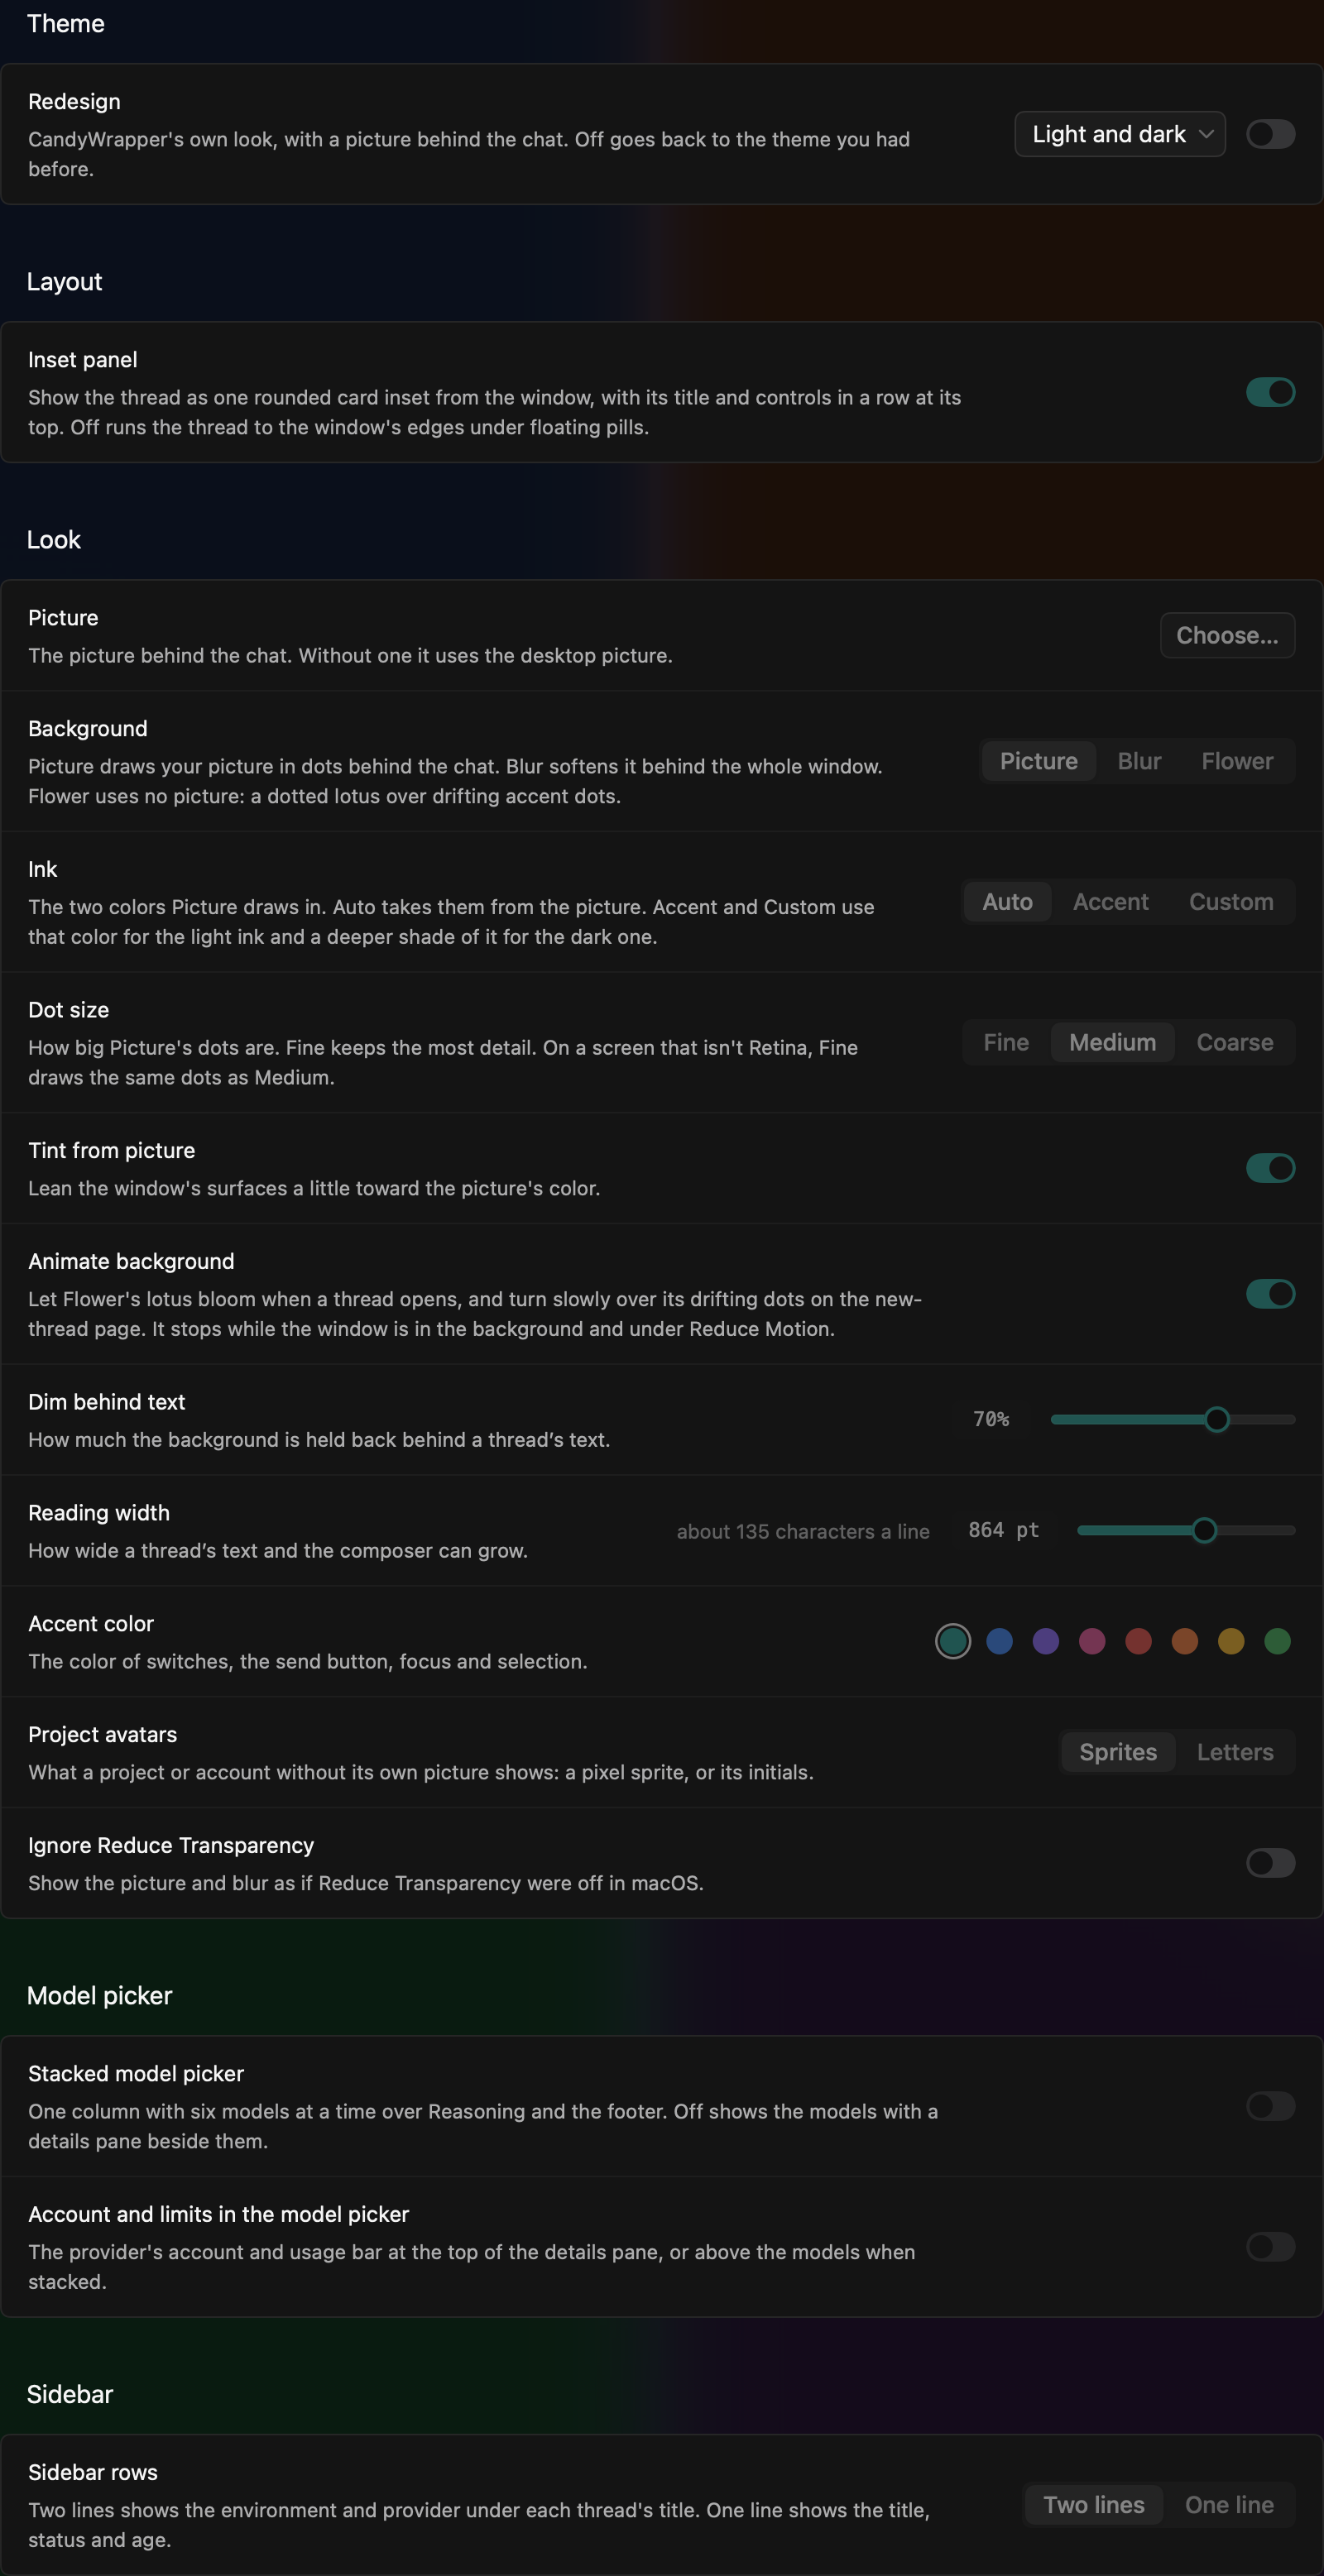 Theme
Redesign
CandyWrapper's own look, with a picture behind the chat. Off goes back to the theme you had
before.
Light and dark
Layout
Inset panel
Show the thread as one rounded card inset from the window, with its title and controls in a row at its
top. Off runs the thread to the window's edges under floating pills.
Look
Picture
The picture behind the chat. Without one it uses the desktop picture.
Choose...
Background
Picture draws your picture in dots behind the chat. Blur softens it behind the whole window.
Flower uses no picture: a dotted lotus over drifting accent dots.
Picture Blur Flower
Ink
The two colors Picture draws in. Auto takes them from the picture. Accent and Custom use
that color for the light ink and a deeper shade of it for the dark one.
Auto Accent Custom
Dot size
How big Picture's dots are. Fine keeps the most detail. On a screen that isn't Retina, Fine
draws the same dots as Medium.
Fine Medium Coarse
Tint from picture
Lean the window's surfaces a little toward the picture's color.
Animate background
Let Flower's lotus bloom when a thread opens, and turn slowly over its drifting dots on the new-
thread page. It stops while the window is in the background and under Reduce Motion.
Dim behind text
How much the background is held back behind a thread’s text.
70%
Reading width
How wide a thread’s text and the composer can grow.
about 135 characters a line 864 pt
Accent color
The color of switches, the send button, focus and selection.
Project avatars
What a project or account without its own picture shows: a pixel sprite, or its initials.
Sprites Letters
Ignore Reduce Transparency
Show the picture and blur as if Reduce Transparency were off in macOS.
Model picker
Stacked model picker
One column with six models at a time over Reasoning and the footer. Off shows the models with a
details pane beside them.
Account and limits in the model picker
The provider's account and usage bar at the top of the details pane, or above the models when
stacked.
Sidebar
Sidebar rows
Two lines shows the environment and provider under each thread's title. One line shows the title,
status and age.
Two lines One line